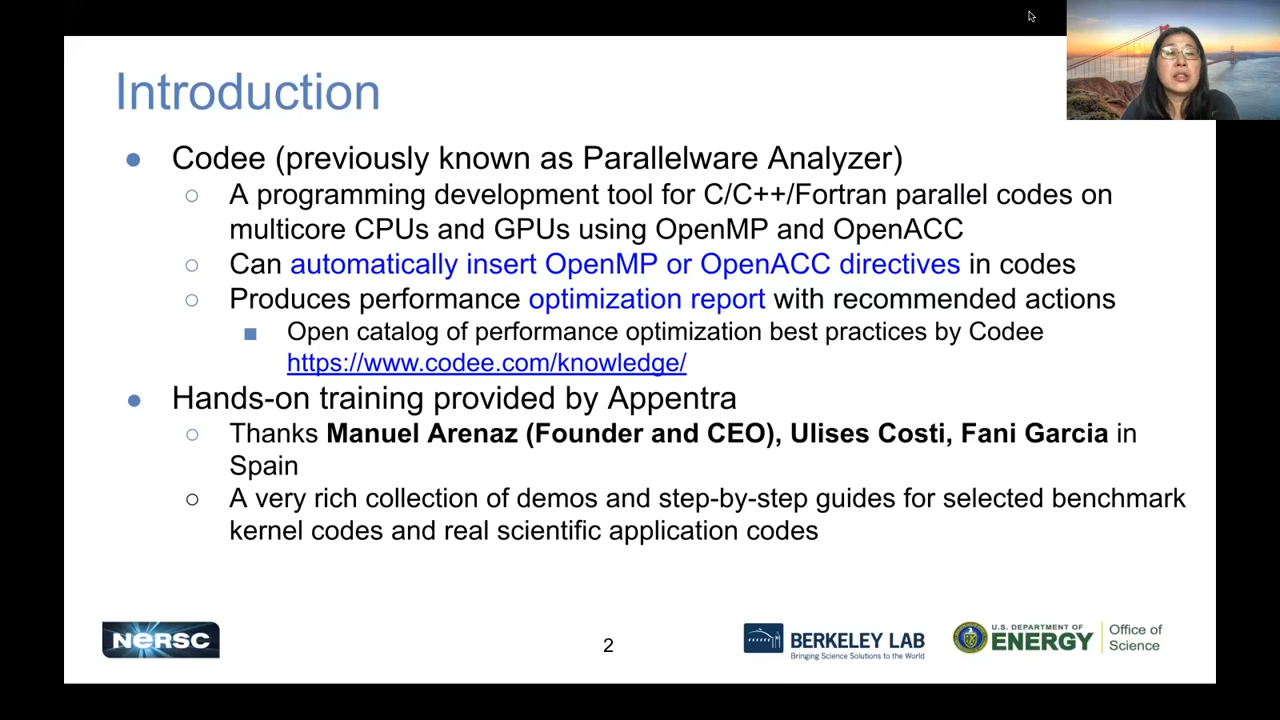 Introduction
● Codee (previously known as Parallelware Analyzer)
○ A programming development tool for C/C++/Fortran parallel codes on
multicore CPUs and GPUs using OpenMP and OpenACC
○ Can automatically insert OpenMP or OpenACC directives in codes
○ Produces performance optimization report with recommended actions
■ Open catalog of performance optimization best practices by Codee
https://www.codee.com/knowledge/
● Hands-on training provided by Appentra
○ Thanks Manuel Arenaz (Founder and CEO), Ulises Costi, Fani Garcia in
Spain
○ A very rich collection of demos and step-by-step guides for selected benchmark
kernel codes and real scientific application codes
NERSC
2
BERKELEY LAB
Bringing Science Solutions to the World
U.S. DEPARTMENT OF
ENERGY
Office of
Science